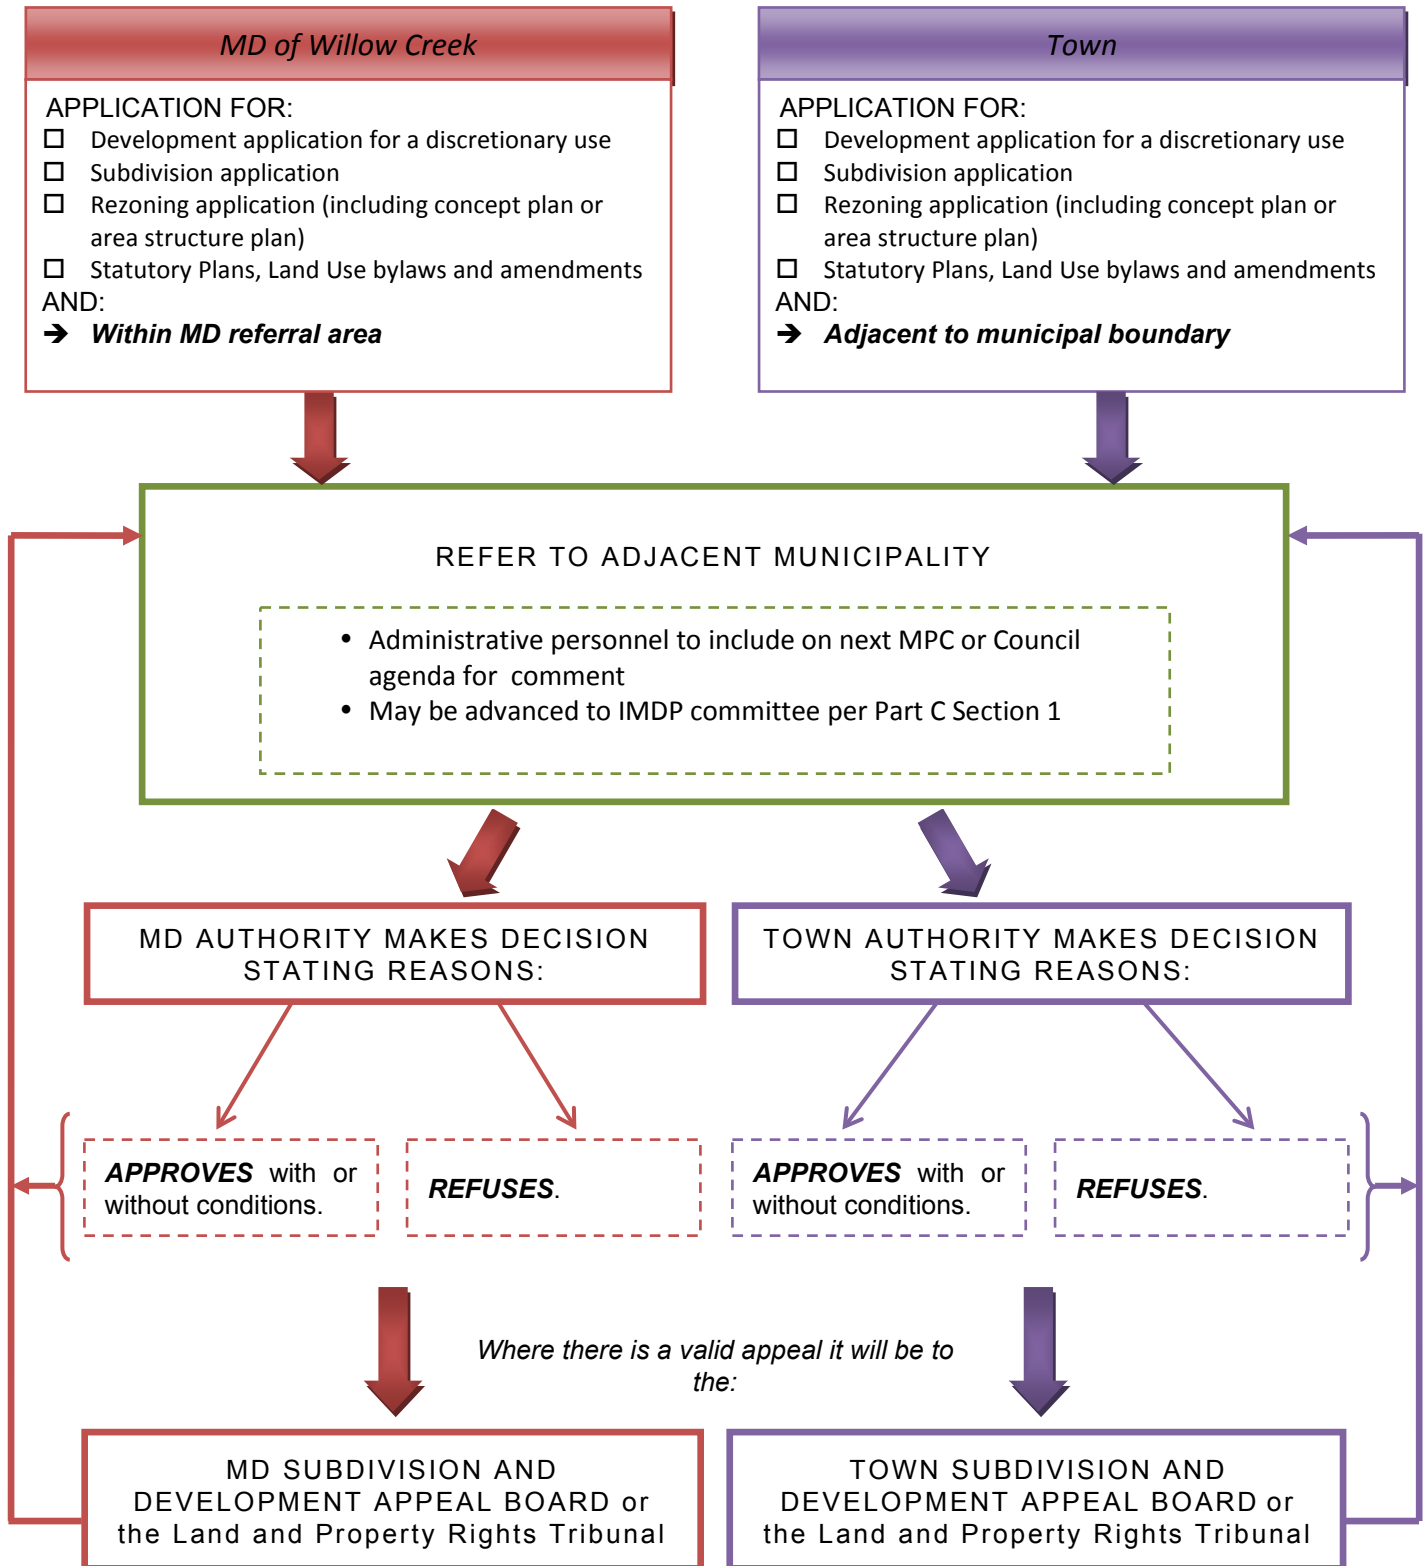 MD of Willow Creek
APPLICATION FOR:
☐ Development application for a discretionary use
☐ Subdivision application
☐ Rezoning application (including concept plan or
area structure plan)
☐ Statutory Plans, Land Use bylaws and amendments
AND:
➔ Within MD referral area
Town
APPLICATION FOR:
☐ Development application for a discretionary use
☐ Subdivision application
☐ Rezoning application (including concept plan or
area structure plan)
☐ Statutory Plans, Land Use bylaws and amendments
AND:
➔ Adjacent to municipal boundary
REFER TO ADJACENT MUNICIPALITY
• Administrative personnel to include on next MPC or Council
agenda for comment
• May be advanced to IMDP committee per Part C Section 1
MD AUTHORITY MAKES DECISION
STATING REASONS:
TOWN AUTHORITY MAKES DECISION
STATING REASONS:
APPROVES with or
without conditions.
REFUSES.
APPROVES with or
without conditions.
REFUSES.
Where there is a valid appeal it will be to
the:
MD SUBDIVISION AND
DEVELOPMENT APPEAL BOARD or
the Land and Property Rights Tribunal
TOWN SUBDIVISION AND
DEVELOPMENT APPEAL BOARD or
the Land and Property Rights Tribunal